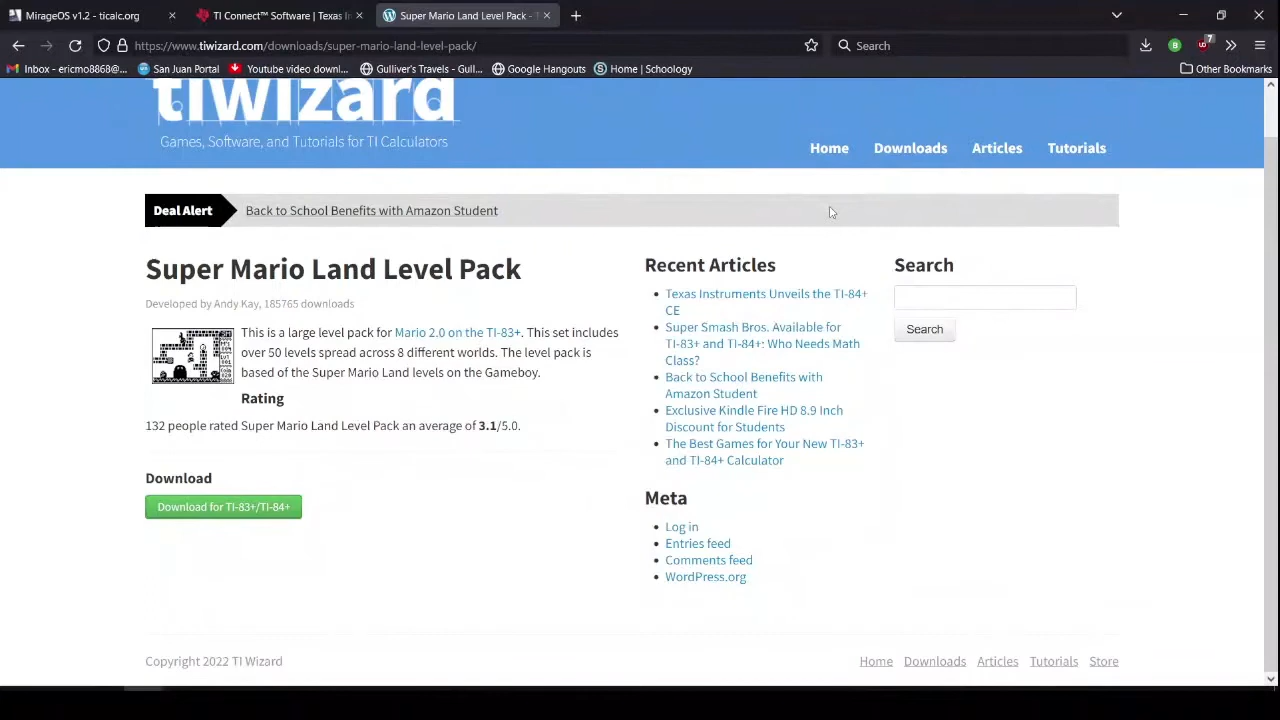 MirageOS v1.2 - ticalc.org
TI Connect™ Software | Texas In
Super Mario Land Level Pack - T
https://www.tiwizard.com/downloads/super-mario-land-level-pack/
Search
7
Inbox - ericmo8868@...
San Juan Portal
Youtube video downl...
Gulliver's Travels - Gull...
Google Hangouts
Home | Schoology
Other Bookmarks
tiwizard
Games, Software, and Tutorials for TI Calculators
Home
Downloads
Articles
Tutorials
Deal Alert
Back to School Benefits with Amazon Student
Super Mario Land Level Pack
Developed by Andy Kay, 185765 downloads
This is a large level pack for Mario 2.0 on the TI-83+. This set includes
over 50 levels spread across 8 different worlds. The level pack is
based of the Super Mario Land levels on the Gameboy.
Rating
132 people rated Super Mario Land Level Pack an average of 3.1/5.0.
Download
Download for TI-83+/TI-84+
Recent Articles
Texas Instruments Unveils the TI-84+
CE
Super Smash Bros. Available for
TI-83+ and TI-84+: Who Needs Math
Class?
Back to School Benefits with
Amazon Student
Exclusive Kindle Fire HD 8.9 Inch
Discount for Students
The Best Games for Your New TI-83+
and TI-84+ Calculator
Meta
Log in
Entries feed
Comments feed
WordPress.org
Search
Search
Copyright 2022 TI Wizard
Home
Downloads
Articles
Tutorials
Store